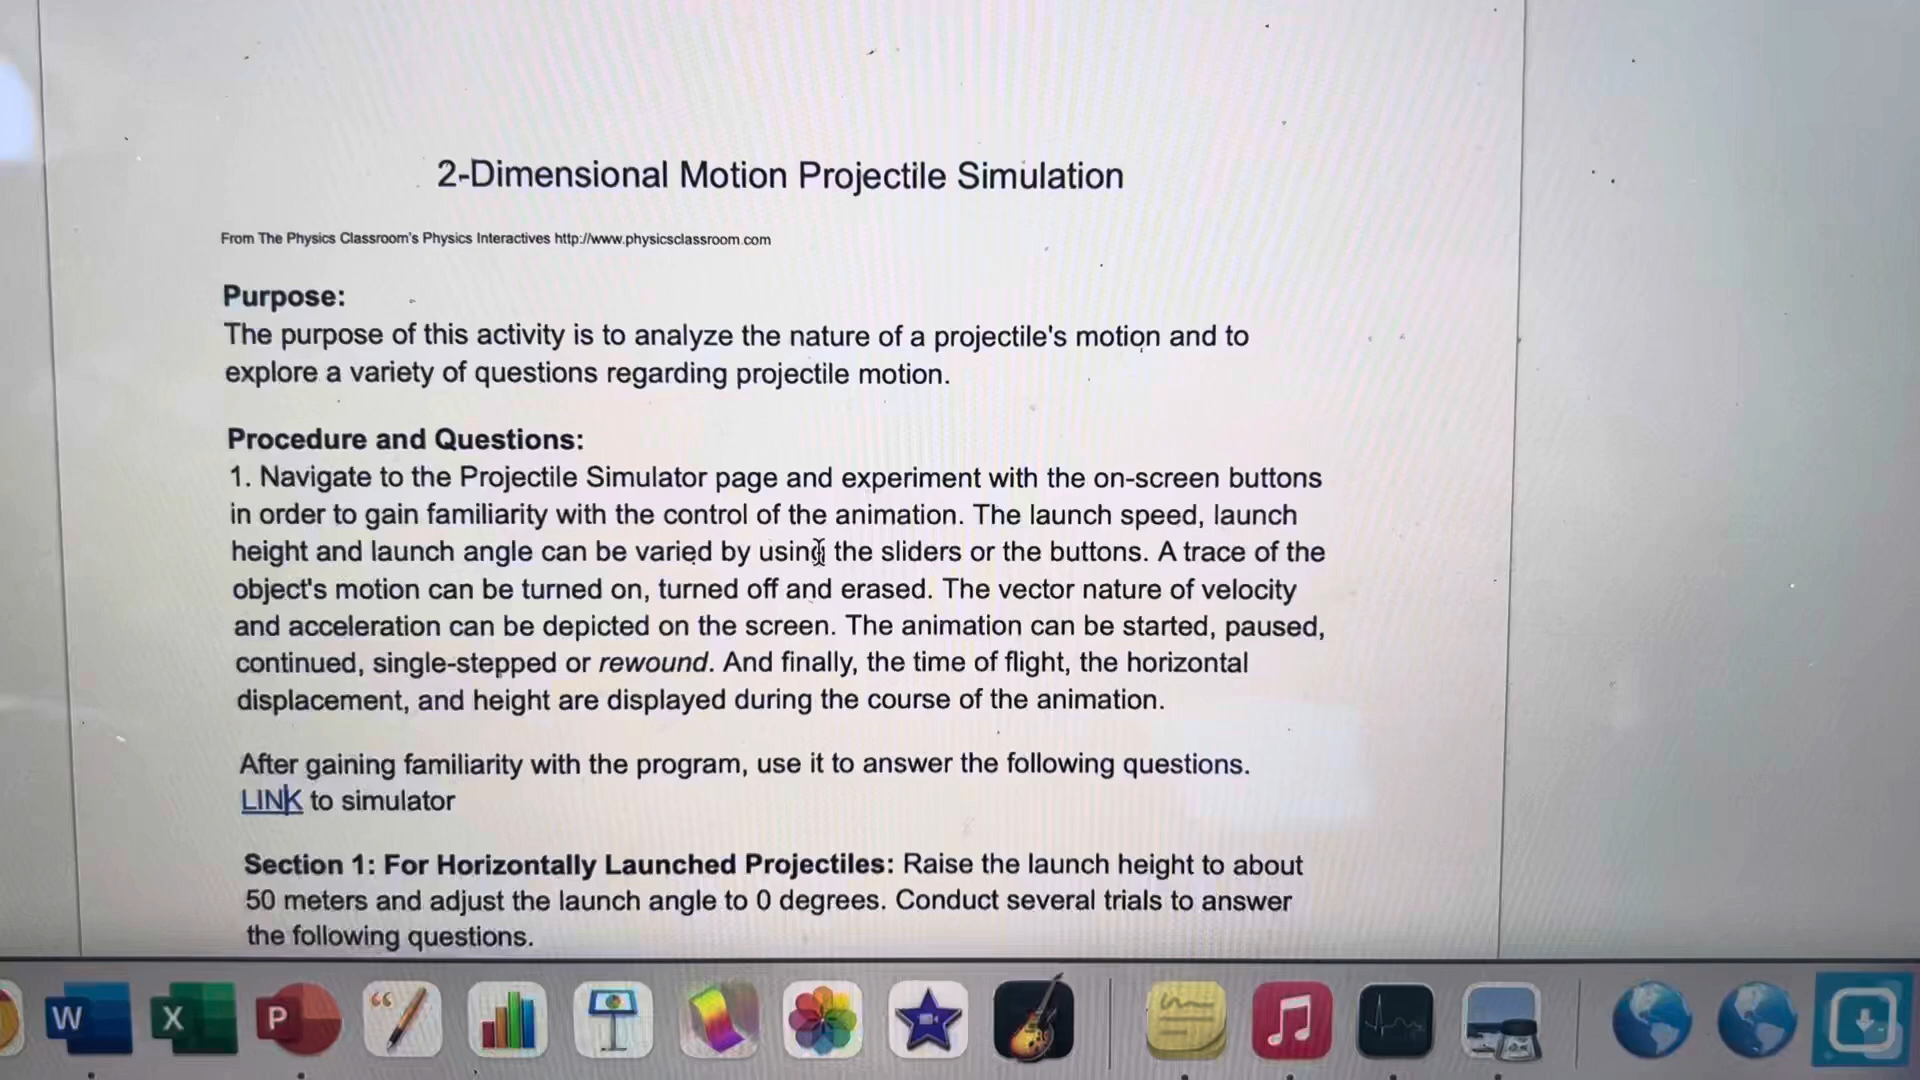 2-Dimensional Motion Projectile Simulation
From The Physics Classroom's Physics Interactives http://www.physicsclassroom.com
Purpose:
The purpose of this activity is to analyze the nature of a projectile's motion and to
explore a variety of questions regarding projectile motion.
Procedure and Questions:
1. Navigate to the Projectile Simulator page and experiment with the on-screen buttons
in order to gain familiarity with the control of the animation. The launch speed, launch
height and launch angle can be varied by using the sliders or the buttons. A trace of the
object's motion can be turned on, turned off and erased. The vector nature of velocity
and acceleration can be depicted on the screen. The animation can be started, paused,
continued, single-stepped or rewound. And finally, the time of flight, the horizontal
displacement, and height are displayed during the course of the animation.
After gaining familiarity with the program, use it to answer the following questions.
LINK to simulator
Section 1: For Horizontally Launched Projectiles: Raise the launch height to about
50 meters and adjust the launch angle to 0 degrees. Conduct several trials to answer
the following questions.
W X P